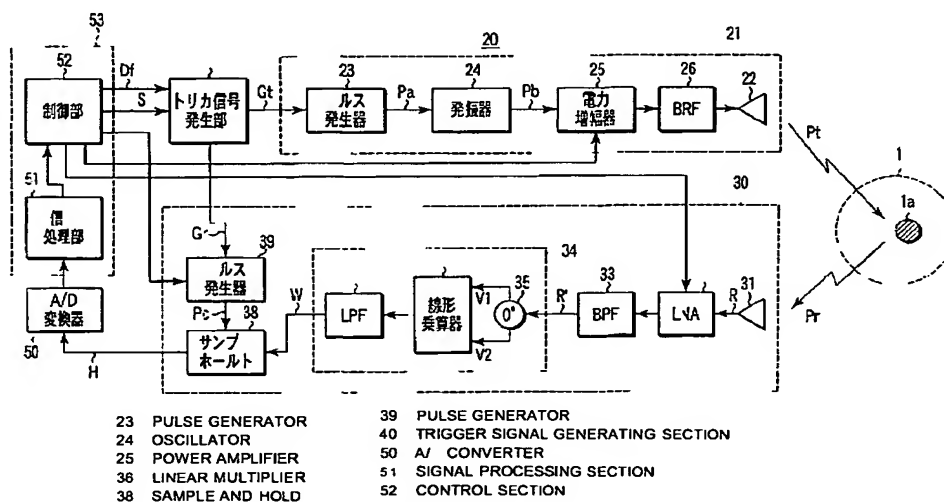 53
52
制御部
Df
S
トリカ信号
発生部
Gt
20
21
23
ルス
発生器
Pa
24
発振器
Pb
25
電力
増短器
26
BRF
22
Pt
1
1a
Pr
51
信
処理部
A/D
変換器
50
H
30
G
39
ルス
発生器
Pc
38
サンプ
ホールト
W
LPF
線形
乗算器
V1
V2
0°
35
34
R'
33
BPF
LNA
R
31
23 PULSE GENERATOR
24 OSCILLATOR
25 POWER AMPLIFIER
36 LINEAR MULTIPLIER
38 SAMPLE AND HOLD
39 PULSE GENERATOR
40 TRIGGER SIGNAL GENERATING SECTION
50 A/ CONVERTER
51 SIGNAL PROCESSING SECTION
52 CONTROL SECTION